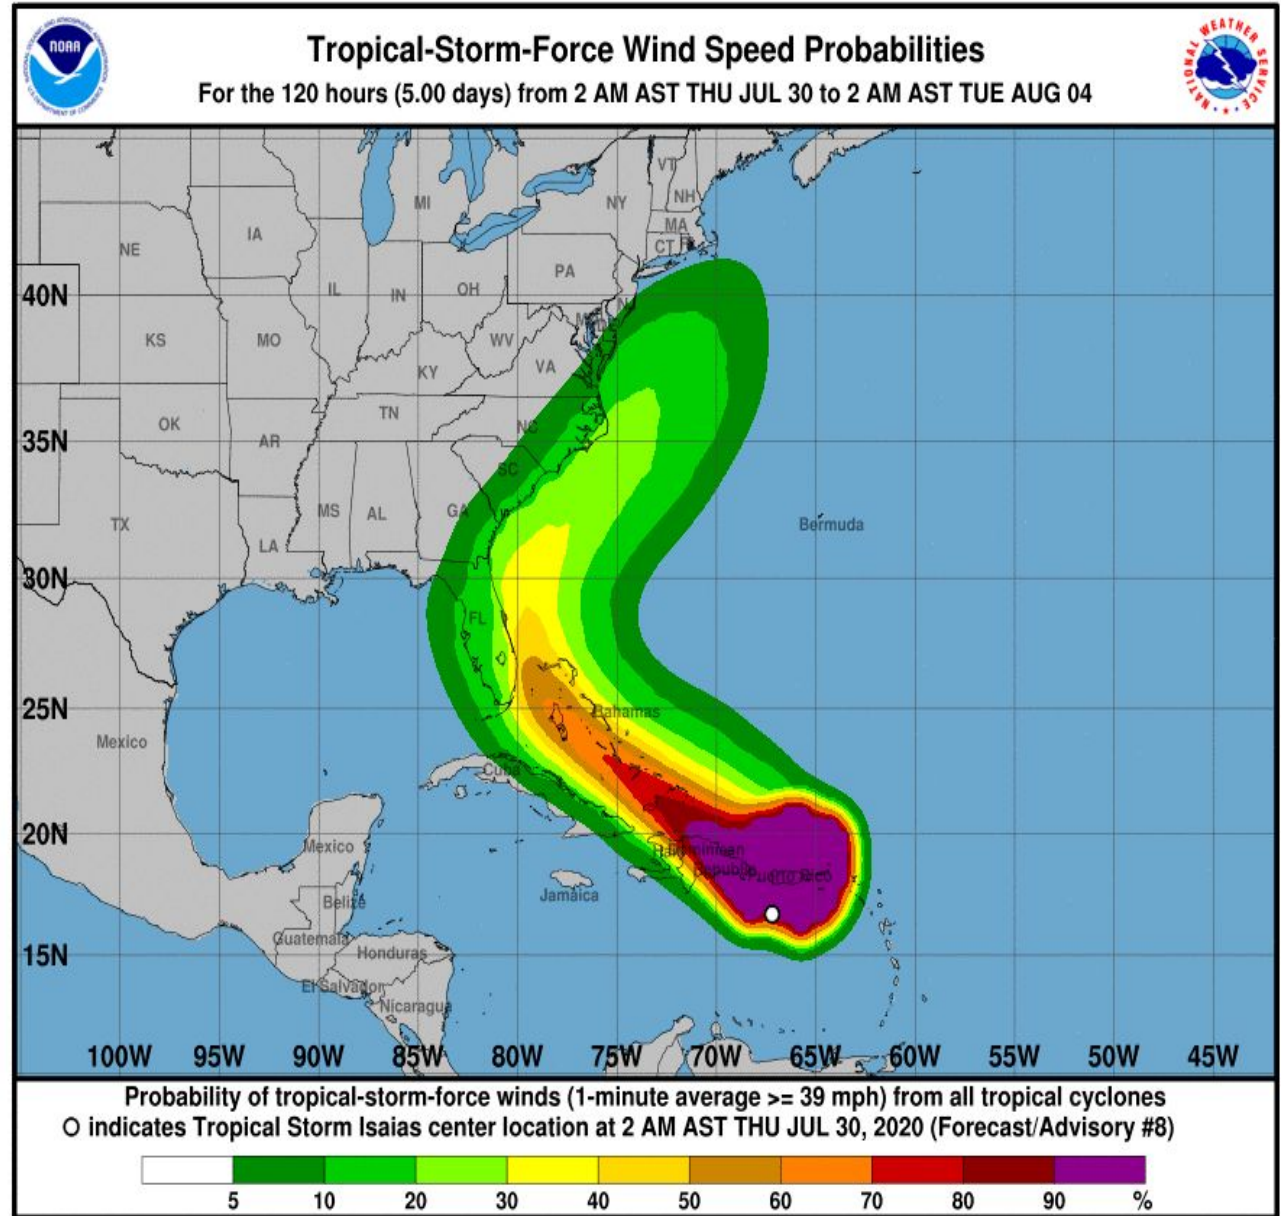 NOAA
NATIONAL WEATHER SERVICE
Tropical-Storm-Force Wind Speed Probabilities
For the 120 hours (5.00 days) from 2 AM AST THU JUL 30 to 2 AM AST TUE AUG 04
VT
NH
MI
NY
MA
CT
IA
NE
PA
40N
IL
IN
OH
KS
MO
WV
VA
KY
TN
OK
NC
35N
AR
SC
MS
AL
GA
TX
Bermuda
LA
30N
FL
25N
Bahamas
Mexico
Cuba
20N
Mexico
Dominican
Republic
Puerto Rico
Jamaica
Belize
Guatemala
15N
Honduras
El Salvador
Nicaragua
100W 95W 90W 85W 80W 75W 70W 65W 60W 55W 50W 45W
Probability of tropical-storm-force winds (1-minute average >= 39 mph) from all tropical cyclones
O indicates Tropical Storm Isaias center location at 2 AM AST THU JUL 30, 2020 (Forecast/Advisory #8)
5 10 20 30 40 50 60 70 80 90 %